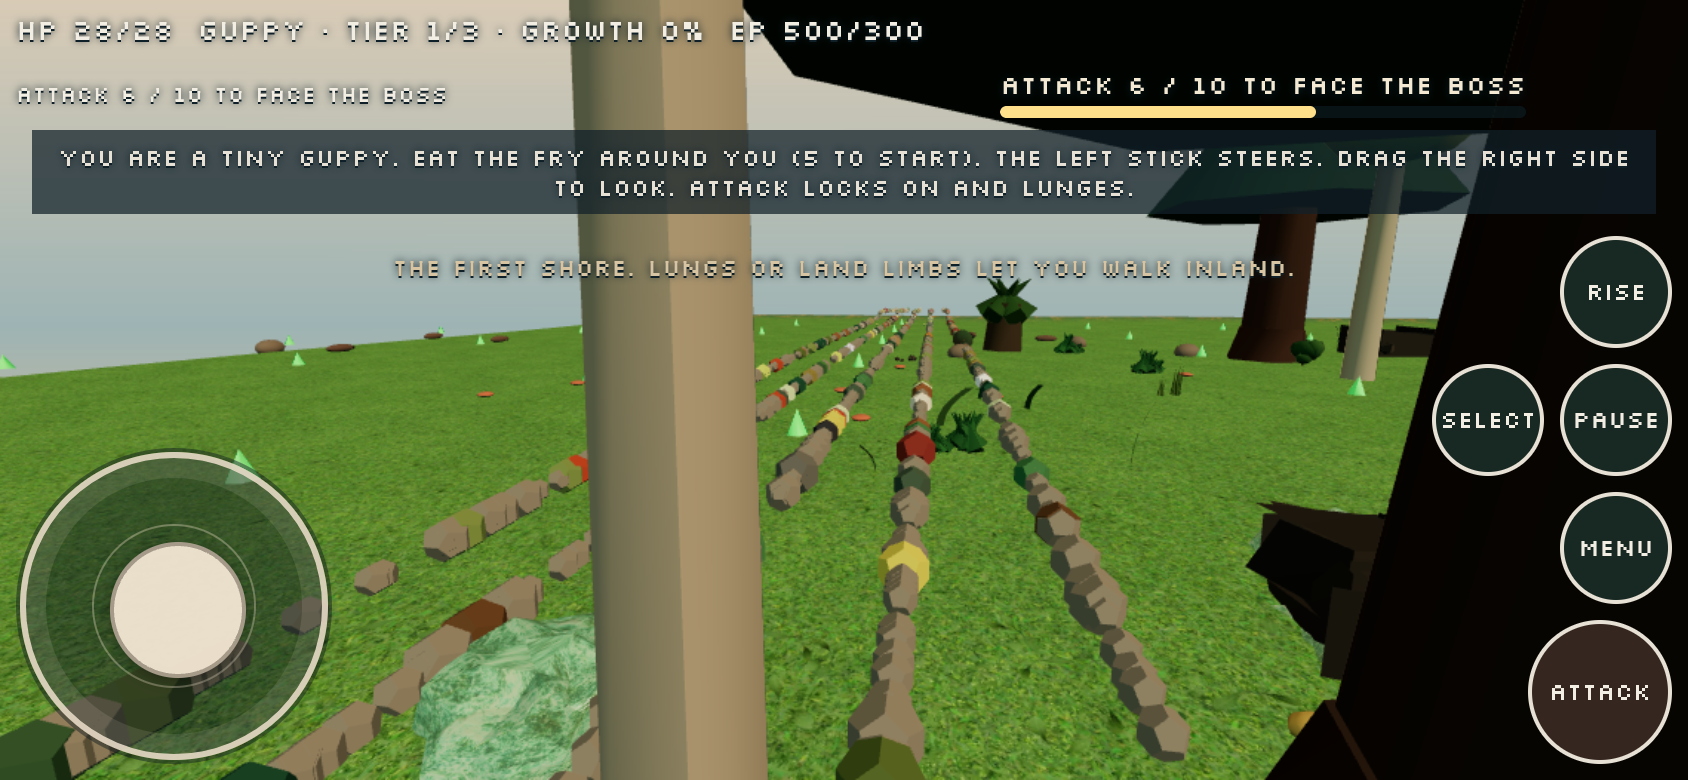 HP 28/28 GUPPY · TIER 1/3 · GROWTH 0% EP 500/300
ATTACK 6 / 10 TO FACE THE BOSS
ATTACK 6 / 10 TO FACE THE BOSS
YOU ARE A TINY GUPPY. EAT THE FRY AROUND YOU (5 TO START). THE LEFT STICK STEERS. DRAG THE RIGHT SIDE
TO LOOK. ATTACK LOCKS ON AND LUNGES.
THE FIRST SHORE. LUNGS OR LAND LIMBS LET YOU WALK INLAND.
RISE
SELECT
PAUSE
MENU
ATTACK